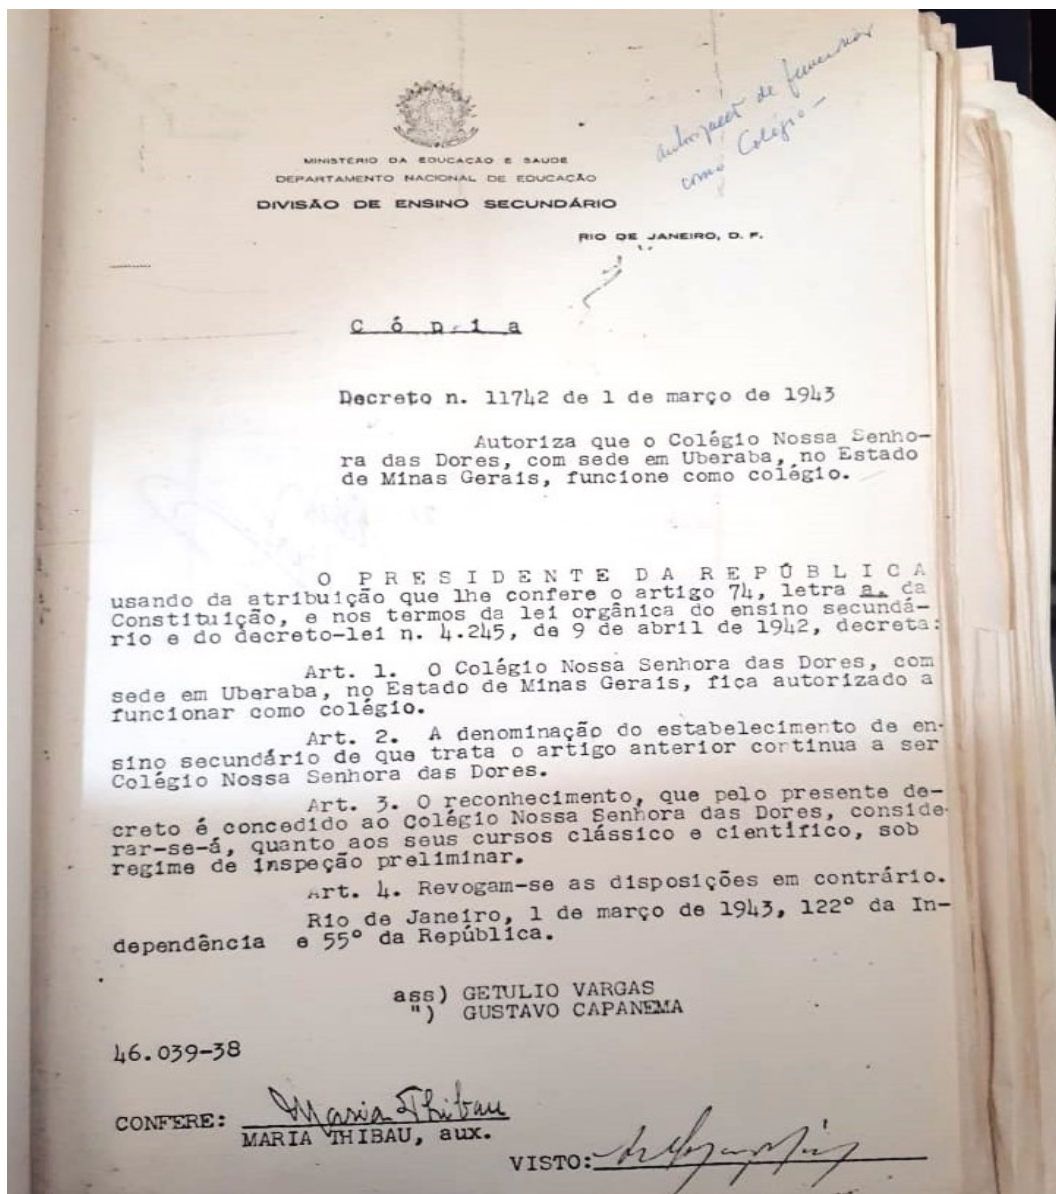 autorizacão de funcionar
como Colégio —
MINISTÉRIO DA EDUCAÇÃO E SAUDE
DEPARTAMENTO NACIONAL DE EDUCAÇÃO
DIVISÃO DE ENSINO SECUNDÁRIO
RIO DE JANEIRO, D. F.
C ó p i a
Decreto n. 11742 de 1 de março de 1943
Autoriza que o Colégio Nossa Senho-
ra das Dores, com sede em Uberaba, no Estado
de Minas Gerais, funcione como colégio.
O P R E S I D E N T E D A R E P Ú B L I C A
usando da atribuição que lhe confere o artigo 74, letra a. da
Constituição, e nos termos da lei orgânica do ensino secundá-
rio e do decreto-lei n. 4.245, de 9 de abril de 1942, decreta:
Art. 1. O Colégio Nossa Senhora das Dores, com
sede em Uberaba, no Estado de Minas Gerais, fica autorizado a
funcionar como colégio.
Art. 2. A denominação do estabelecimento de en-
sino secundário de que trata o artigo anterior continua a ser
Colégio Nossa Senhora das Dores.
Art. 3. O reconhecimento, que pelo presente de-
creto é concedido ao Colégio Nossa Senhora das Dores, conside-
rar-se-á, quanto aos seus cursos clássico e científico, sob
regime de inspeção preliminar.
Art. 4. Revogam-se as disposições em contrário.
Rio de Janeiro, 1 de março de 1943, 122º da In-
dependência e 55º da República.
ass) GETULIO VARGAS
") GUSTAVO CAPANEMA
46.039-38
CONFERE: Maria Thibau
MARIA THIBAU, aux.
VISTO: